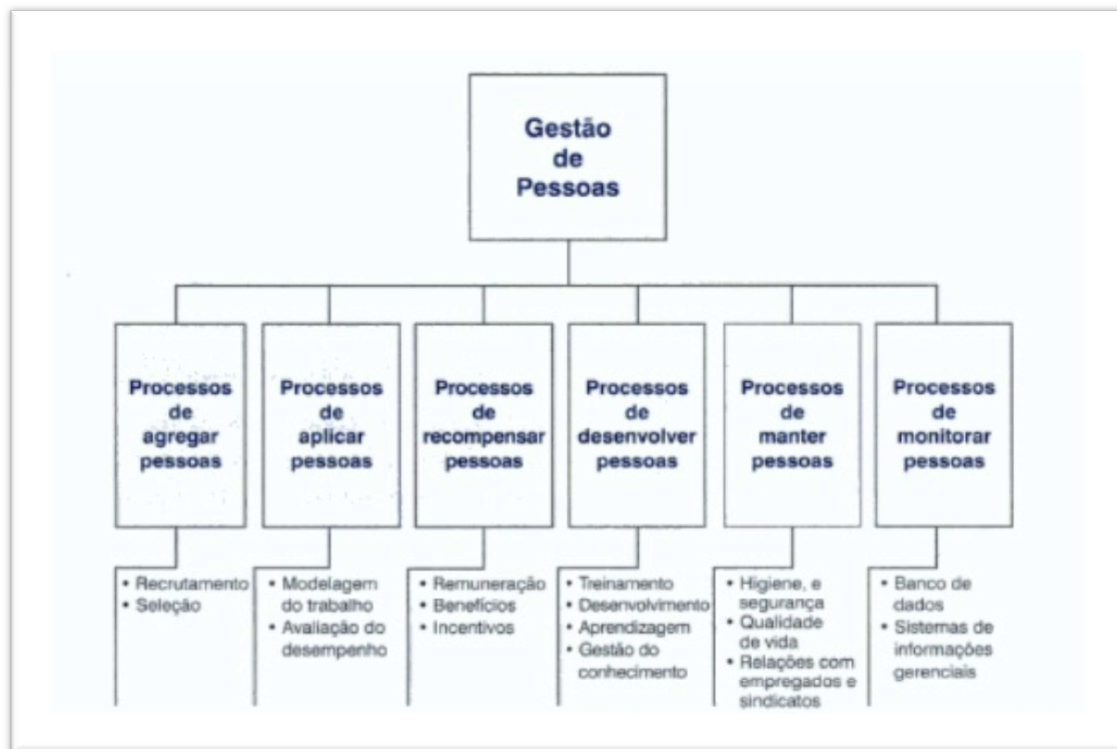 Gestão
de
Pessoas
Processos
de
agregar
pessoas
Processos
de
aplicar
pessoas
Processos
de
recompensar
pessoas
Processos
de
desenvolver
pessoas
Processos
de
manter
pessoas
Processos
de
monitorar
pessoas
• Recrutamento
• Seleção
• Modelagem
do trabalho
• Avaliação do
desempenho
• Remuneração
• Benefícios
• Incentivos
• Treinamento
• Desenvolvimento
• Aprendizagem
• Gestão do
conhecimento
• Higiene, e
segurança
• Qualidade
de vida
• Relações com
empregados e
sindicatos
• Banco de
dados
• Sistemas de
informações
gerenciais